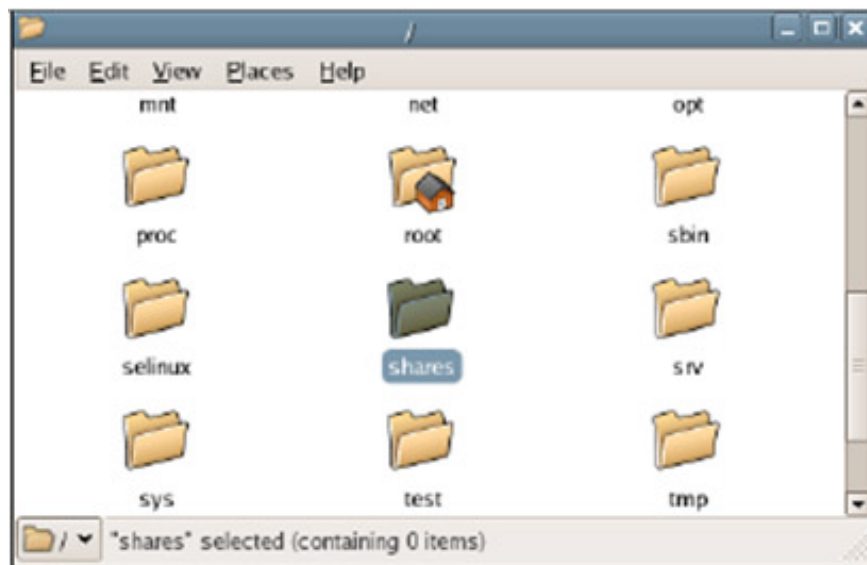 /
File Edit View Places Help
mnt net opt
proc root sbin
selinux shares srv
sys test tmp
/ "shares" selected (containing 0 items)